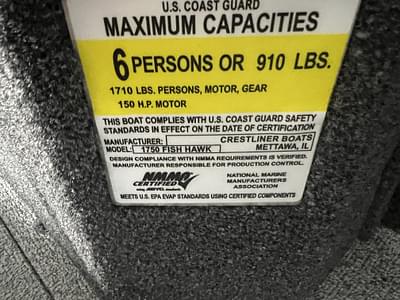 U.S. COAST GUARD
MAXIMUM CAPACITIES
6 PERSONS OR 910 LBS.
1710 LBS. PERSONS, MOTOR, GEAR
150 H.P. MOTOR
THIS BOAT COMPLIES WITH U.S. COAST GUARD SAFETY
STANDARDS IN EFFECT ON THE DATE OF CERTIFICATION
MANUFACTURER: CRESTLINER BOATS
MODEL: 1750 FISH HAWK METTAWA, IL
DESIGN COMPLIANCE WITH NMMA REQUIREMENTS IS VERIFIED.
MANUFACTURER RESPONSIBLE FOR PRODUCTION CONTROL.
NMMA
CERTIFIED
NATIONAL MARINE
MANUFACTURERS
ASSOCIATION
MEETS U.S. EPA EVAP STANDARDS USING CERTIFIED COMPONENTS